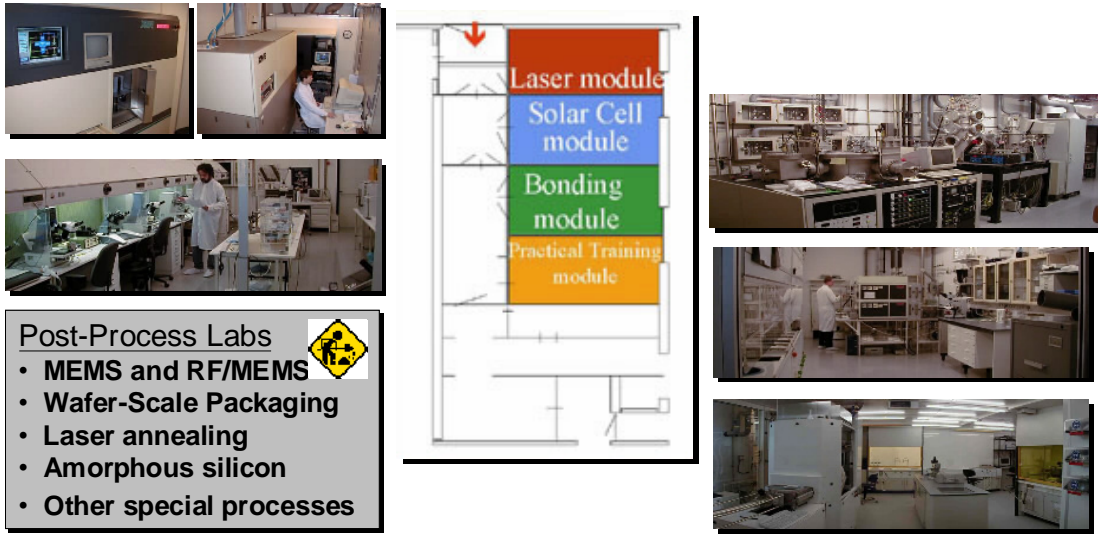 Laser module
Solar Cell
module
Bonding
module
Practical Training
module
Post-Process Labs
• MEMS and RF/MEMS
• Wafer-Scale Packaging
• Laser annealing
• Amorphous silicon
• Other special processes